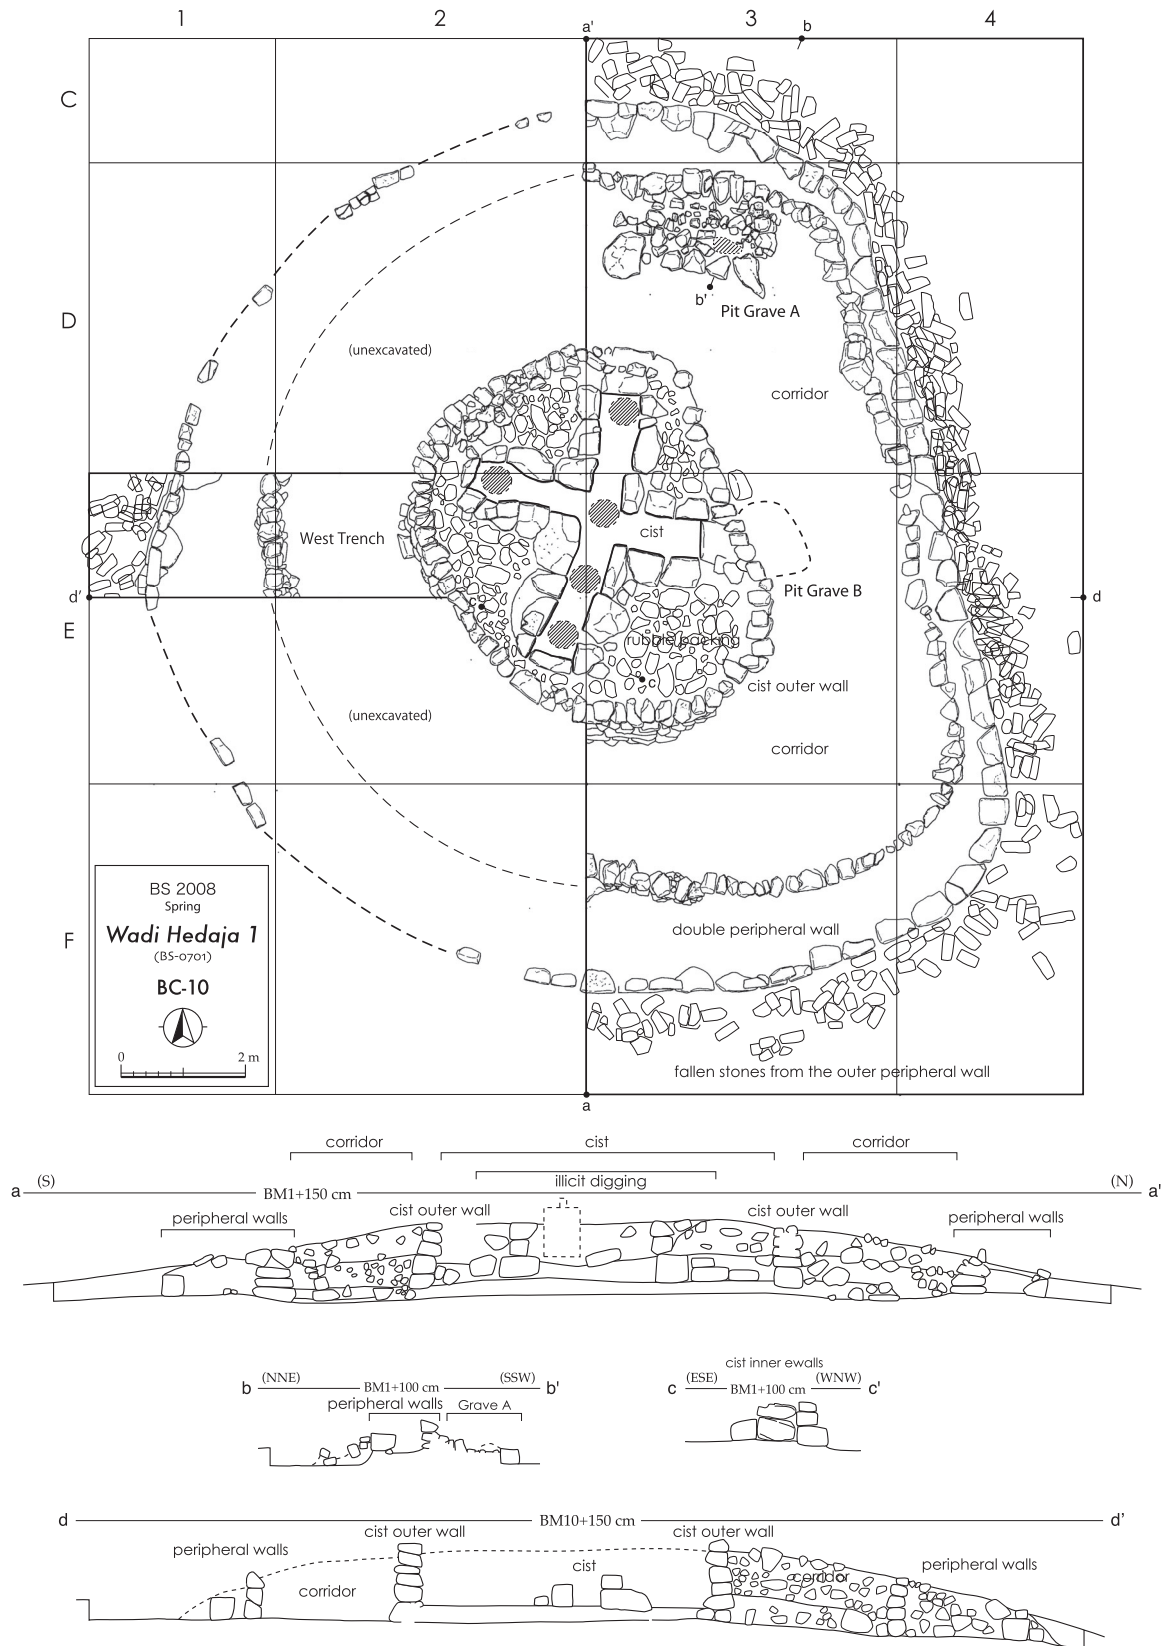 1 2 3 4
a'
b
C
D
b'
Pit Grave A
(unexcavated)
corridor
West Trench
cist
Pit Grave B
d'
d
c'
E
rubble packing
c
cist outer wall
(unexcavated)
corridor
BS 2008
Spring
Wadi Hedaja 1
(BS-0701)
BC-10
0 2 m
F
double peripheral wall
fallen stones from the outer peripheral wall
a
corridor cist corridor
illicit digging
a (S) BM1+150 cm (N) a'
peripheral walls cist outer wall cist outer wall peripheral walls
cist inner ewalls
b (NNE) BM1+100 cm (SSW) b' c (ESE) BM1+100 cm (WNW) c'
peripheral walls Grave A
d BM10+150 cm d'
cist outer wall cist outer wall
peripheral walls cist peripheral walls
corridor corridor